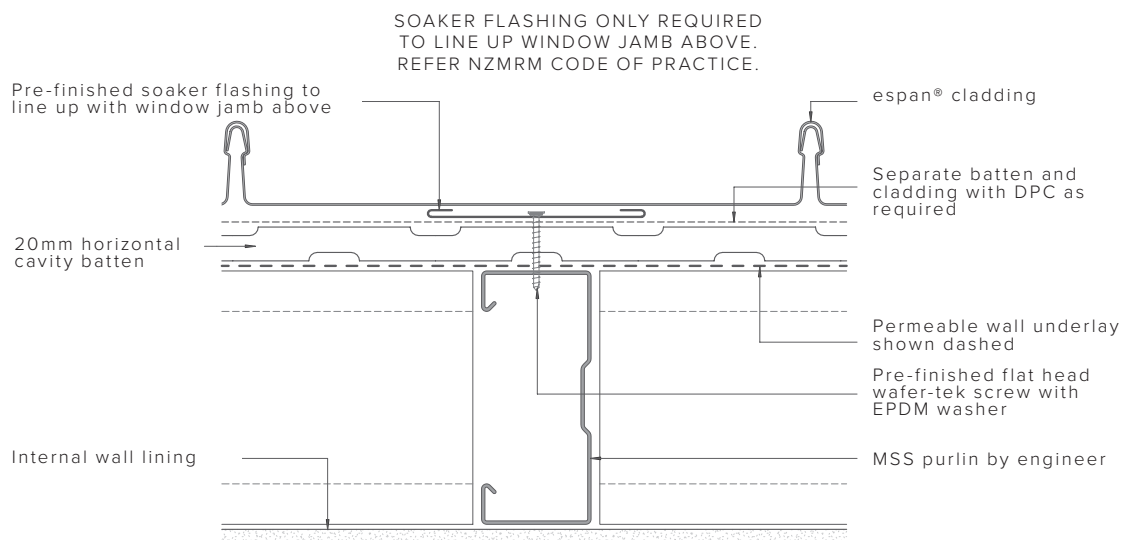 SOAKER FLASHING ONLY REQUIRED
TO LINE UP WINDOW JAMB ABOVE.
REFER NZMRM CODE OF PRACTICE.
Pre-finished soaker flashing to
line up with window jamb above
espan® cladding
Separate batten and
cladding with DPC as
required
20mm horizontal
cavity batten
Permeable wall underlay
shown dashed
Pre-finished flat head
wafer-tek screw with
EPDM washer
Internal wall lining
MSS purlin by engineer